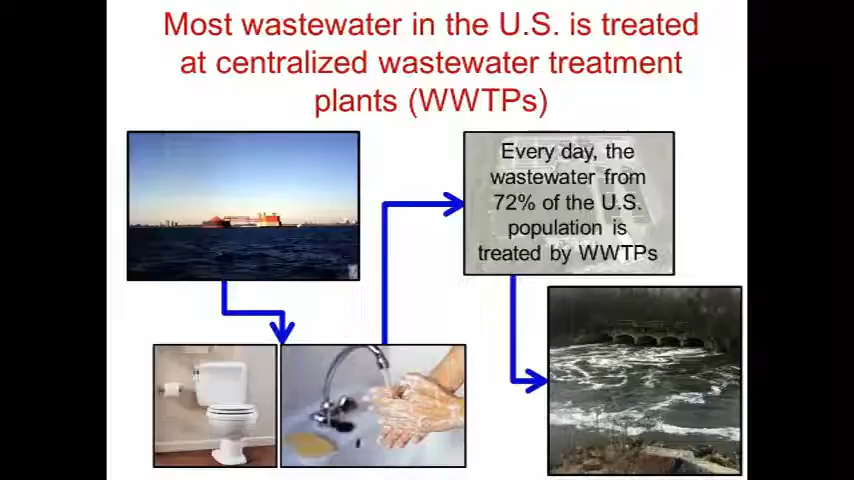 Most wastewater in the U.S. is treated
at centralized wastewater treatment
plants (WWTPs)
Every day, the
wastewater from
72% of the U.S.
population is
treated by WWTPs